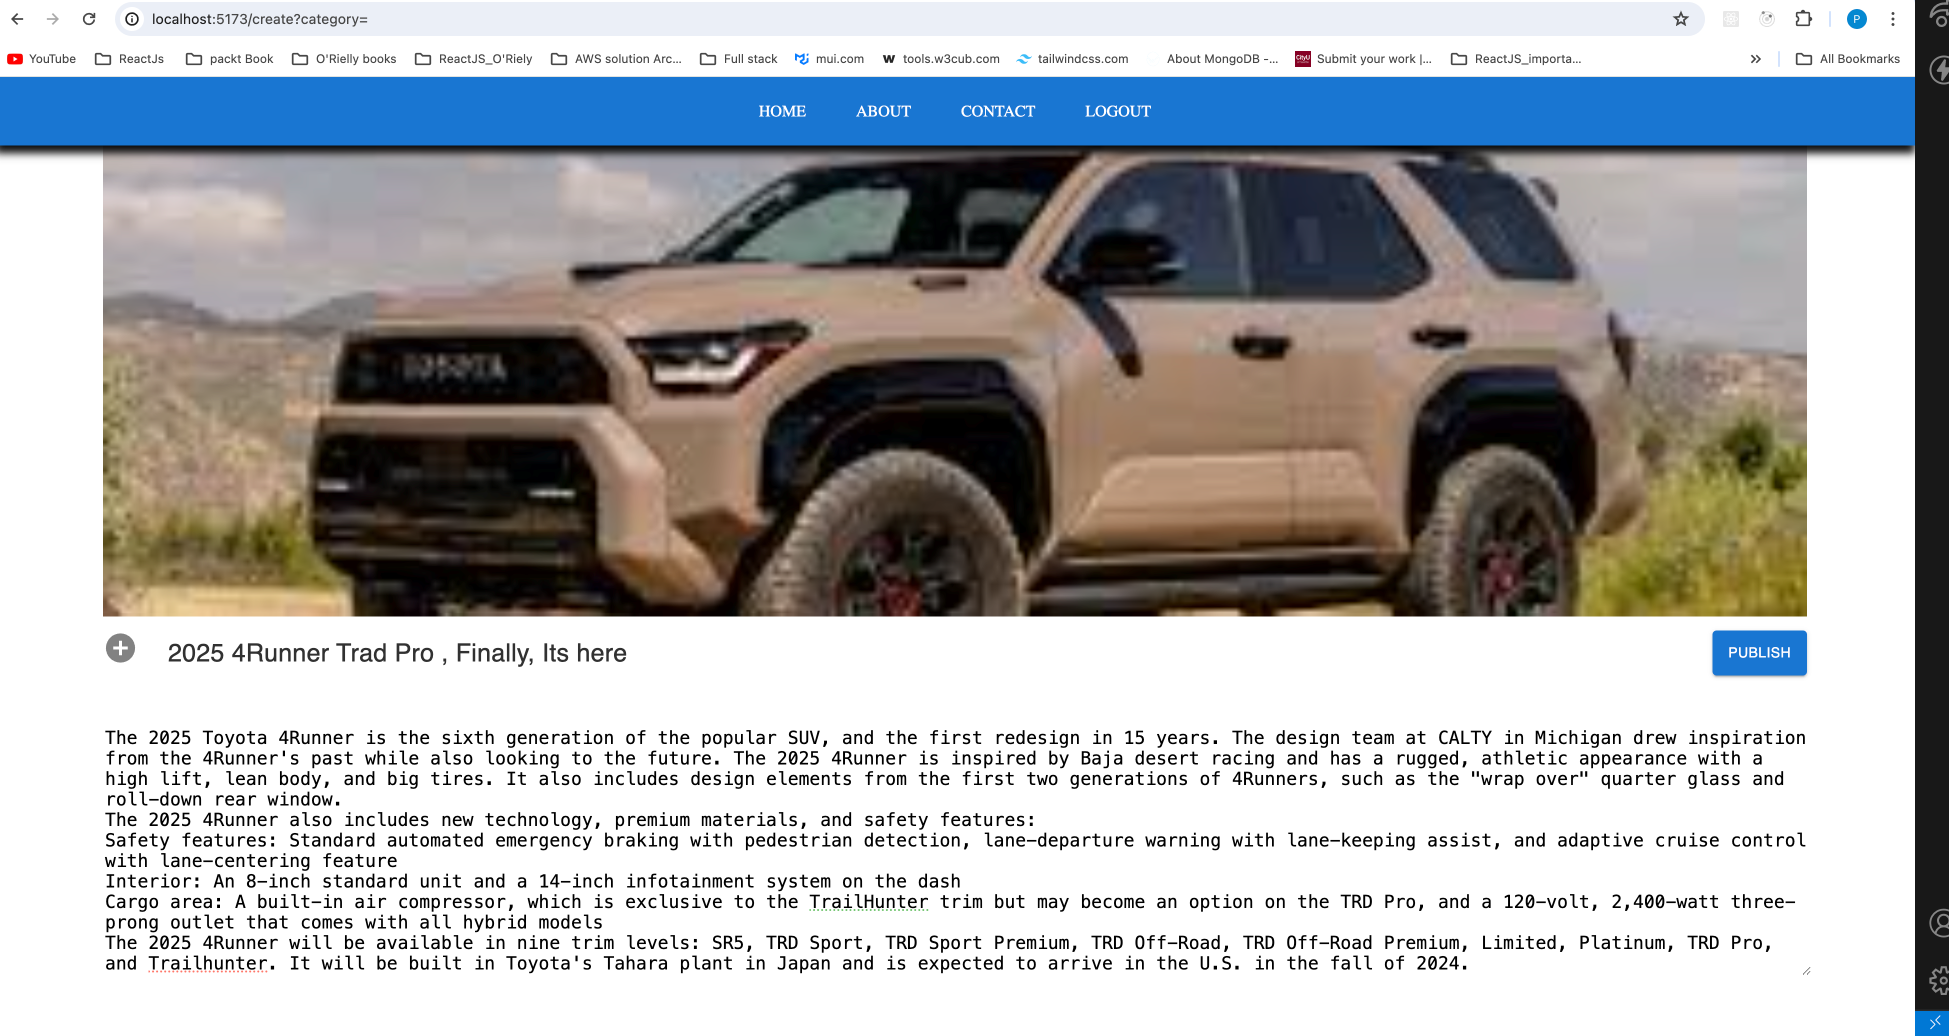 localhost:5173/create?category=
P
YouTube ReactJs packt Book O'Rielly books ReactJS_O'Riely AWS solution Arc... Full stack mui.com tools.w3cub.com tailwindcss.com About MongoDB -... Submit your work |... ReactJS_importa... » All Bookmarks
HOME ABOUT CONTACT LOGOUT
TOYOTA
2025 4Runner Trad Pro , Finally, Its here
PUBLISH
The 2025 Toyota 4Runner is the sixth generation of the popular SUV, and the first redesign in 15 years. The design team at CALTY in Michigan drew inspiration
from the 4Runner's past while also looking to the future. The 2025 4Runner is inspired by Baja desert racing and has a rugged, athletic appearance with a
high lift, lean body, and big tires. It also includes design elements from the first two generations of 4Runners, such as the "wrap over" quarter glass and
roll-down rear window.
The 2025 4Runner also includes new technology, premium materials, and safety features:
Safety features: Standard automated emergency braking with pedestrian detection, lane-departure warning with lane-keeping assist, and adaptive cruise control
with lane-centering feature
Interior: An 8-inch standard unit and a 14-inch infotainment system on the dash
Cargo area: A built-in air compressor, which is exclusive to the TrailHunter trim but may become an option on the TRD Pro, and a 120-volt, 2,400-watt three-
prong outlet that comes with all hybrid models
The 2025 4Runner will be available in nine trim levels: SR5, TRD Sport, TRD Sport Premium, TRD Off-Road, TRD Off-Road Premium, Limited, Platinum, TRD Pro,
and Trailhunter. It will be built in Toyota's Tahara plant in Japan and is expected to arrive in the U.S. in the fall of 2024.